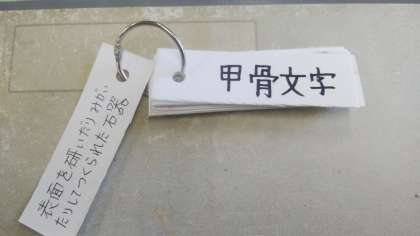 甲骨文字
表面を研いだりみがい
たりしてつくられた石器